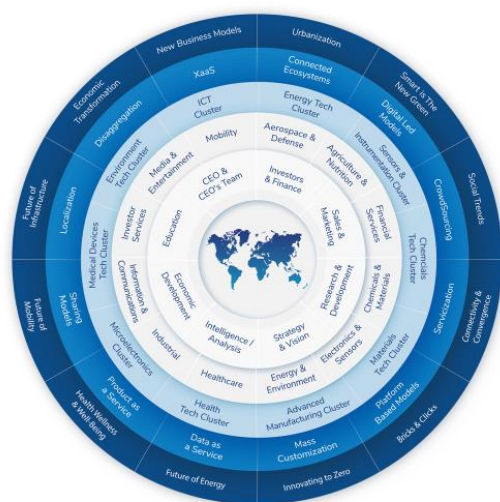 Urbanization
Smart is The
New Green
Social Trends
Connectivity &
Convergence
Bricks & Clicks
Innovating to Zero
Future of Energy
Health Wellness
& Well Being
Future of
Mobility
Future of
Infrastructure
Economic
Transformation
New Business Models
Connected
Ecosystems
Digital Led
Models
CrowdSourcing
Servicization
Platform
Based Models
Mass
Customization
Data as
a Service
Product as
a Service
Sharing
Models
Localization
Disaggregation
XaaS
Energy Tech
Cluster
Sensors &
Instrumentation Cluster
Chemcials
Tech Cluster
Materials
Tech Cluster
Advanced
Manufacturing Cluster
Health
Tech Cluster
Microelectronics
Cluster
Medical Devices
Tech Cluster
Environment
Tech Cluster
ICT
Cluster
Aerospace &
Defense
Agriculture &
Nutrition
Financial
Services
Chemicals &
Materials
Electronics &
Sensors
Energy &
Environment
Healthcare
Industrial
Information &
Communications
Investor
Services
Media &
Entertainment
Mobility
Investors
& Finance
Sales &
Marketing
Research &
Development
Strategy
& Vision
Intelligence /
Analysis
Economic
Development
Education
CEO &
CEO's Team